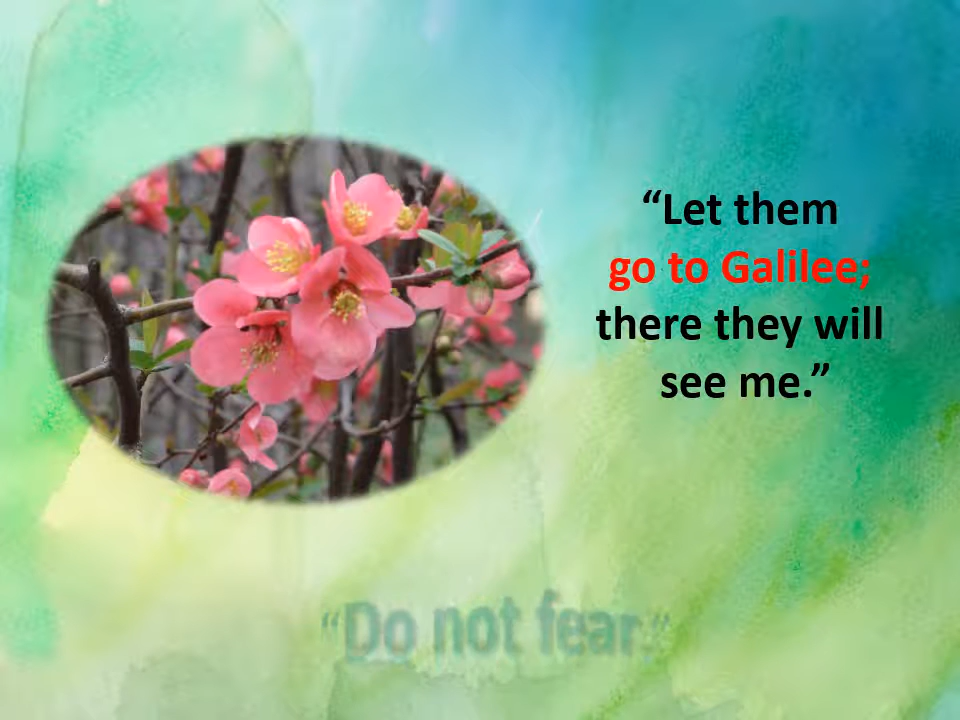 “Let them
go to Galilee;
there they will
see me.”
“Do not fear.”